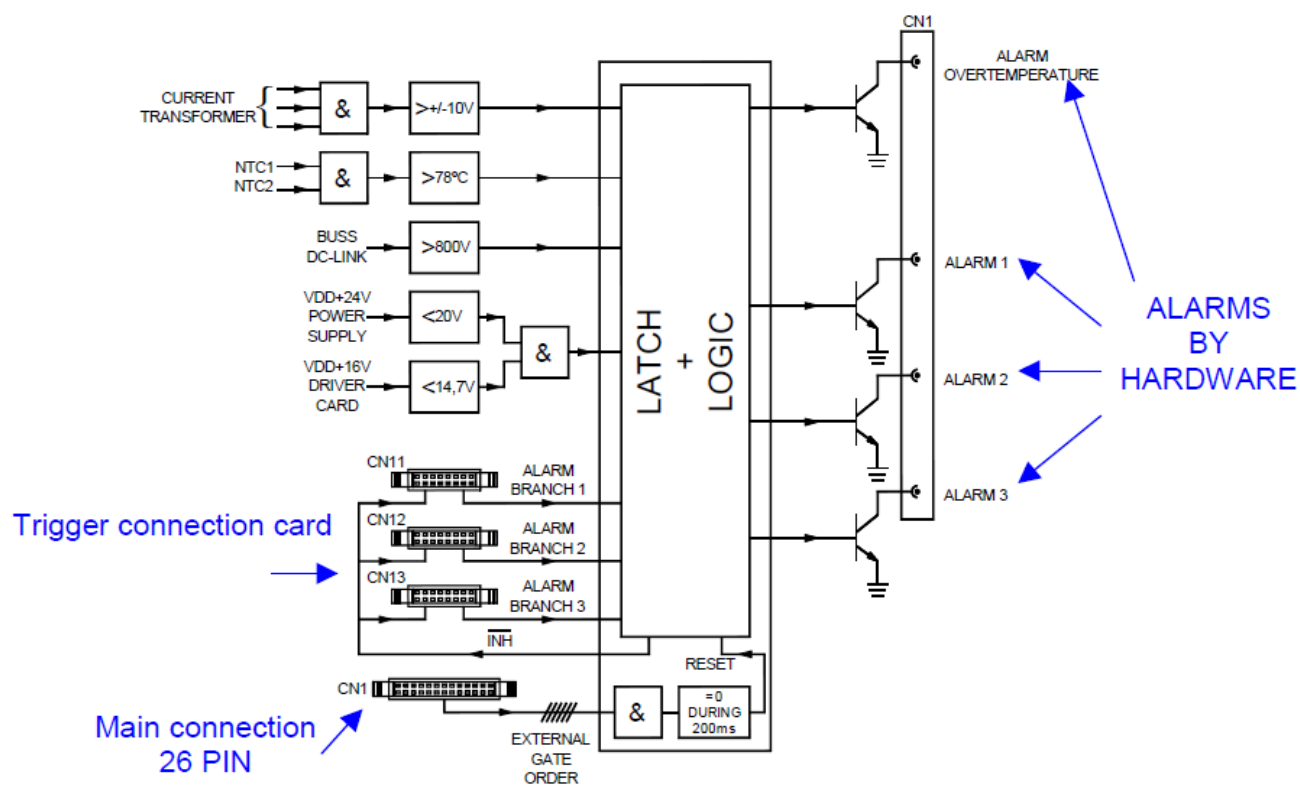 CN1
ALARM
OVERTEMPERATURE
CURRENT
TRANSFORMER
&
>+/-10V
NTC1
NTC2
&
>78ºC
BUSS
DC-LINK
>800V
VDD+24V
POWER
SUPPLY
<20V
&
VDD+16V
DRIVER
CARD
<14,7V
LATCH
+
LOGIC
ALARM 1
ALARM 2
ALARM 3
ALARMS
BY
HARDWARE
CN11
ALARM
BRANCH 1
Trigger connection card
CN12
ALARM
BRANCH 2
CN13
ALARM
BRANCH 3
INH
RESET
CN1
&
=0
DURING
200ms
EXTERNAL
GATE
ORDER
Main connection
26 PIN